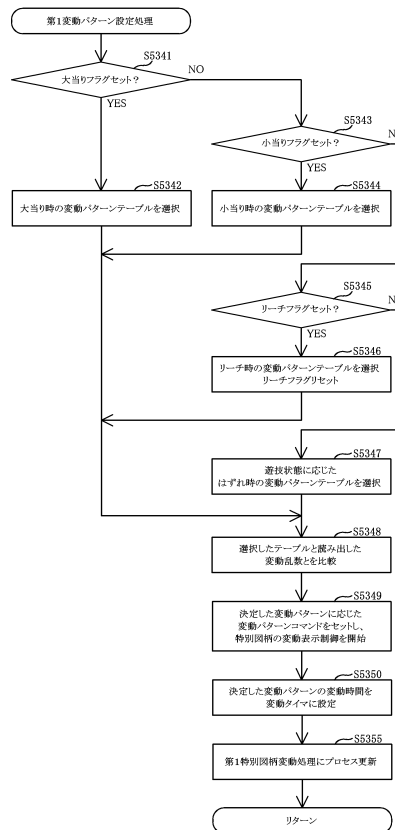 第1変動パターン設定処理
S5341
大当りフラグセット?
NO
YES
S5343
小当りフラグセット?
N
YES
S5342
大当り時の変動パターンテーブルを選択
S5344
小当り時の変動パターンテーブルを選択
S5345
リーチフラグセット?
N
YES
S5346
リーチ時の変動パターンテーブルを選択
リーチフラグリセット
S5347
遊技状態に応じた
はずれ時の変動パターンテーブルを選択
S5348
選択したテーブルと読み出した
変動乱数とを比較
S5349
決定した変動パターンに応じた
変動パターンコマンドをセットし、
特別図柄の変動表示制御を開始
S5350
決定した変動パターンの変動時間を
変動タイマに設定
S5355
第1特別図柄変動処理にプロセス更新
リターン